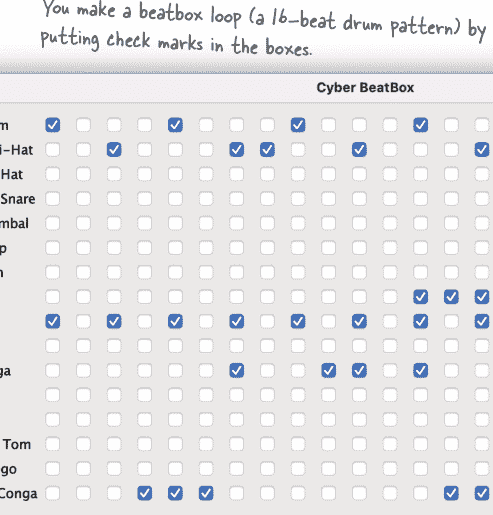 You make a beatbox loop (a 16-beat drum pattern) by
putting check marks in the boxes.
Cyber BeatBox
m
i-Hat
Hat
Snare
mbal
p
n
ga
Tom
go
Conga